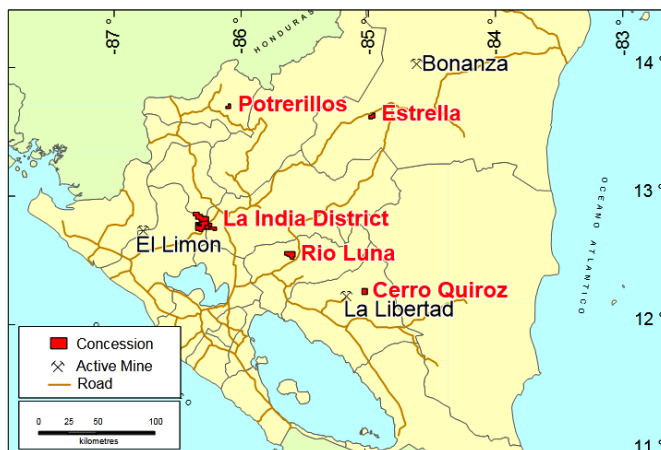 -87
-86
-85
-84
-83
HONDURAS
14°
Bonanza
Potrerillos
Estrella
13°
La India District
El Limon
Rio Luna
OCEANO ATLANTICO
Cerro Quiroz
La Libertad
12°
Concession
Active Mine
Road
0 25 50 100
kilometres
O
11°